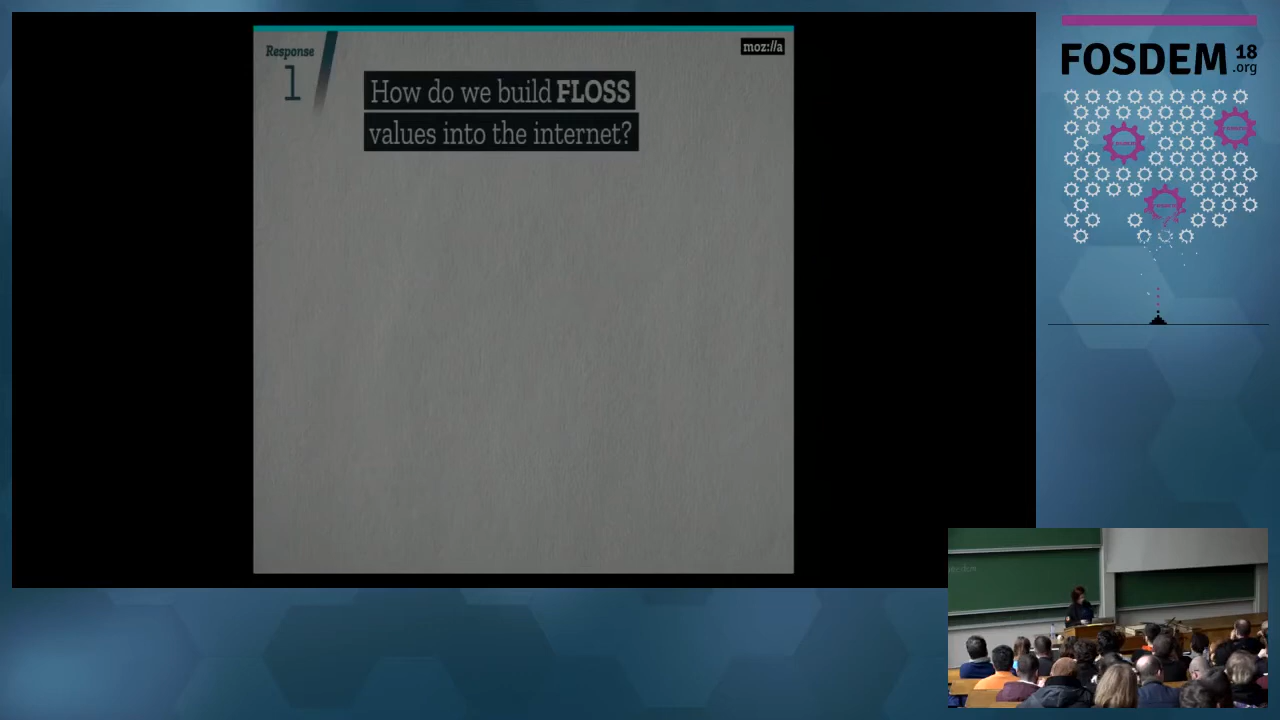 Response
1
moz://a
How do we build FLOSS
values into the internet?
FOSDEM 18
.org